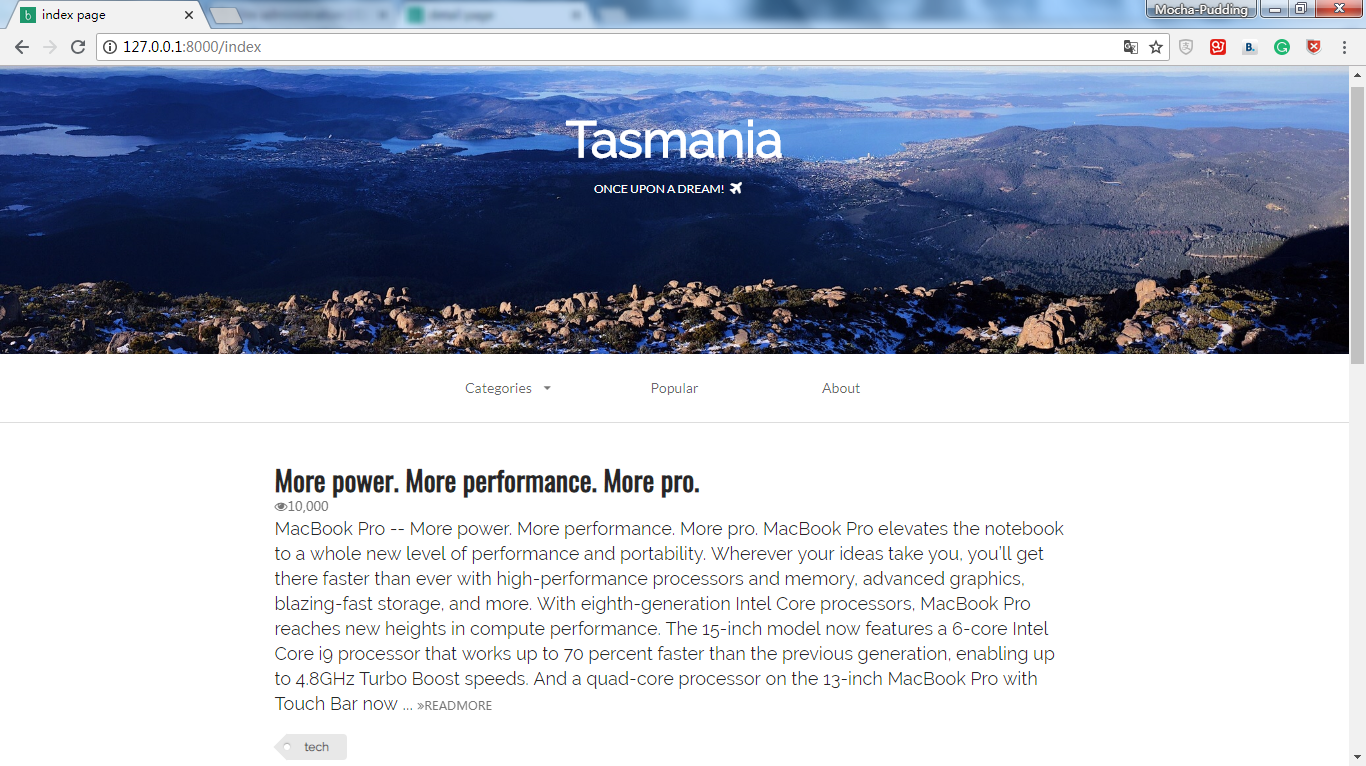 index page
detail page
Mocha-Pudding
127.0.0.1:8000/index
Tasmania
ONCE UPON A DREAM!
Categories
Popular
About
More power. More performance. More pro.
10,000
MacBook Pro -- More power. More performance. More pro. MacBook Pro elevates the notebook
to a whole new level of performance and portability. Wherever your ideas take you, you'll get
there faster than ever with high-performance processors and memory, advanced graphics,
blazing-fast storage, and more. With eighth-generation Intel Core processors, MacBook Pro
reaches new heights in compute performance. The 15-inch model now features a 6-core Intel
Core i9 processor that works up to 70 percent faster than the previous generation, enabling up
to 4.8GHz Turbo Boost speeds. And a quad-core processor on the 13-inch MacBook Pro with
Touch Bar now ... »READMORE
tech